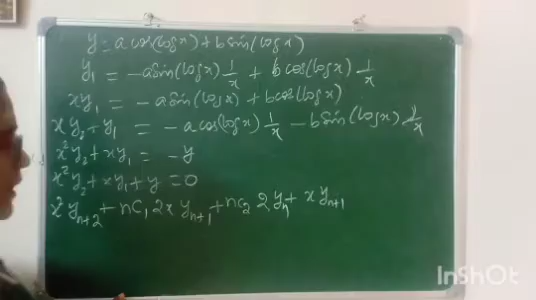 y = a cos(log x) + b sin(log x)
y₁ = -a sin(log x) 1/x + b cos(log x) 1/x
xy₁ = -a sin(log x) + b cos(log x)
xy₂ + y₁ = -a cos(log x) 1/x - b sin(log x) 1/x
x²y₂ + xy₁ = -y
x²y₂ + xy₁ + y = 0
x²yₙ₊₂ + nC₁ 2x yₙ₊₁ + nC₂ 2yₙ + x yₙ₊₁
InShOt